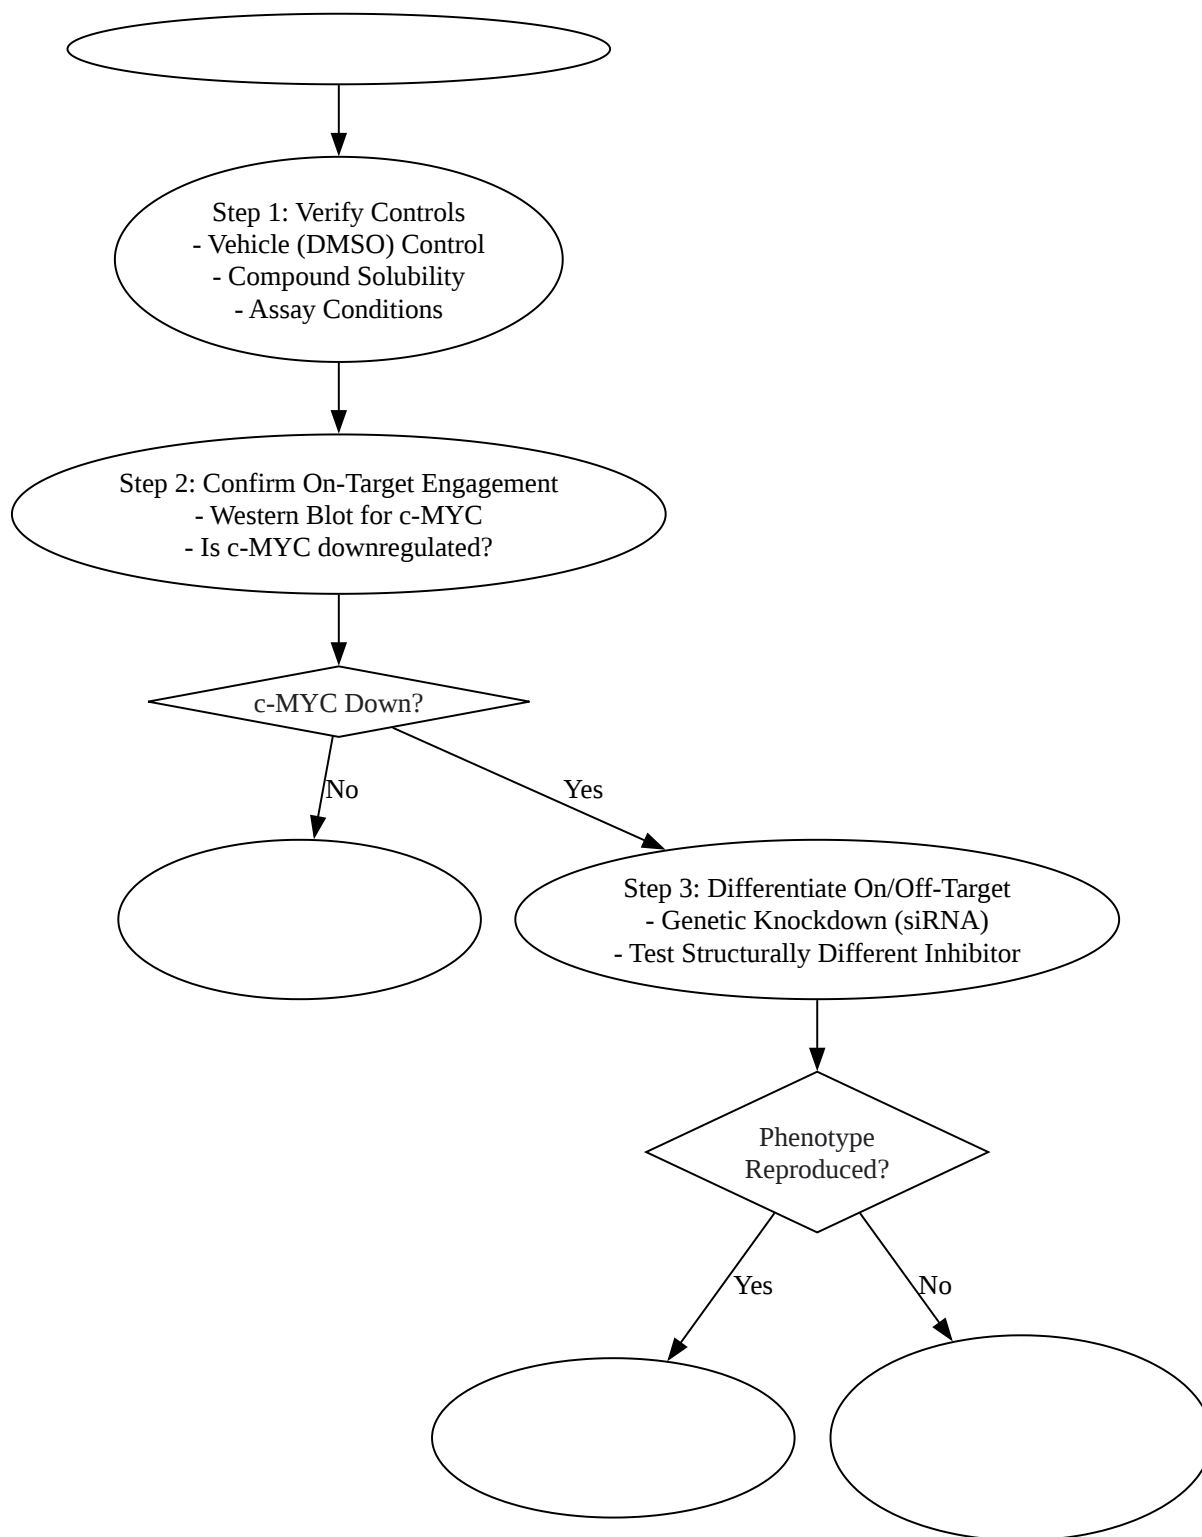 Step 1: Verify Controls
- Vehicle (DMSO) Control
- Compound Solubility
- Assay Conditions
Step 2: Confirm On-Target Engagement
- Western Blot for c-MYC
- Is c-MYC downregulated?
c-MYC Down?
No
Yes
Step 3: Differentiate On/Off-Target
- Genetic Knockdown (siRNA)
- Test Structurally Different Inhibitor
Phenotype
Reproduced?
Yes
No